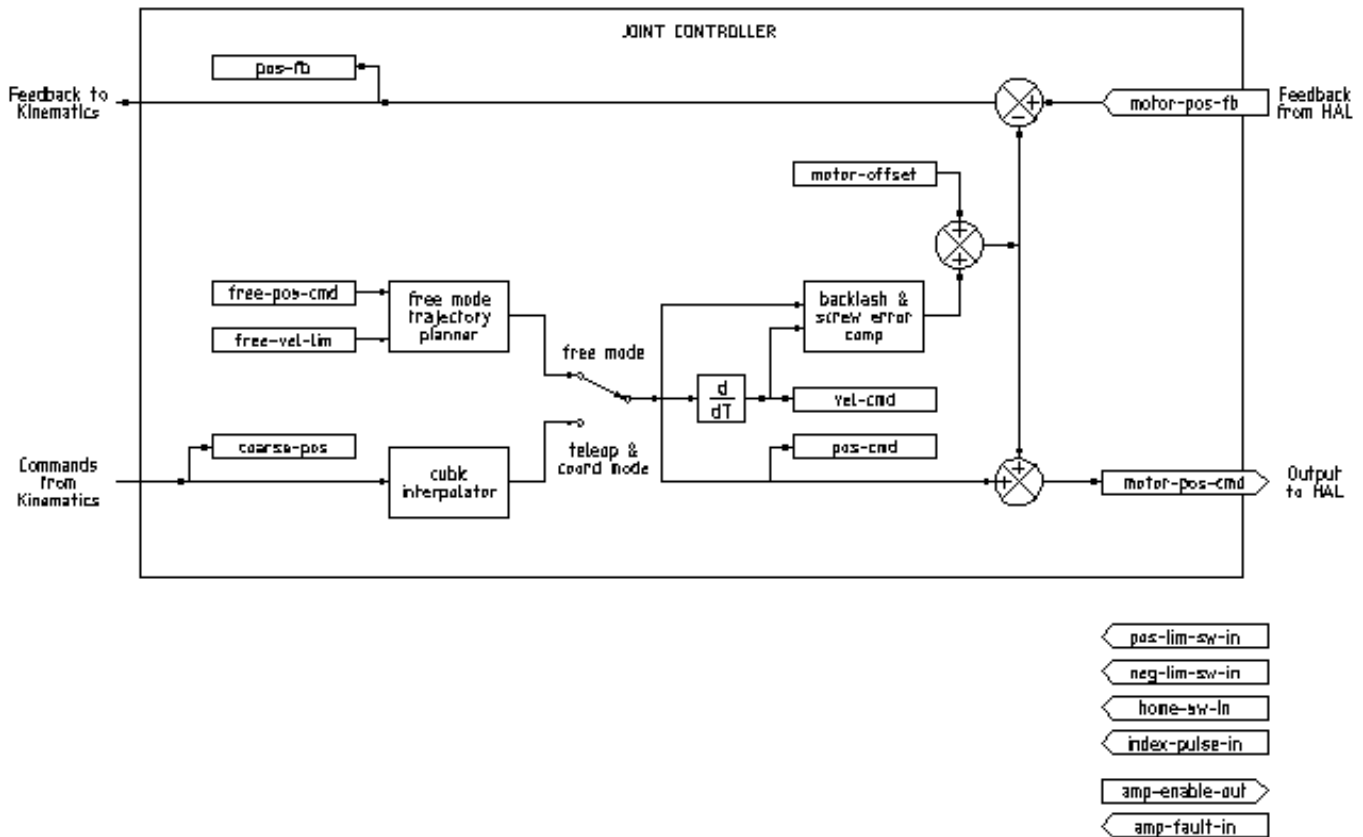 JOINT CONTROLLER
pos-fb
Feedback to
Kinematics
motor-pos-fb
Feedback
from HAL
-
+
motor-offset
+
+
free-pos-cmd
free-vel-lim
free mode
trajectory
planner
backlash &
screw error
comp
free mode
d
dT
vel-cmd
coarse-pos
teleop &
coord mode
pos-cmd
Commands
from
Kinematics
cubic
interpolator
+
+
motor-pos-cmd
Output
to HAL
pos-lim-sw-in
neg-lim-sw-in
home-sw-in
index-pulse-in
amp-enable-out
amp-fault-in